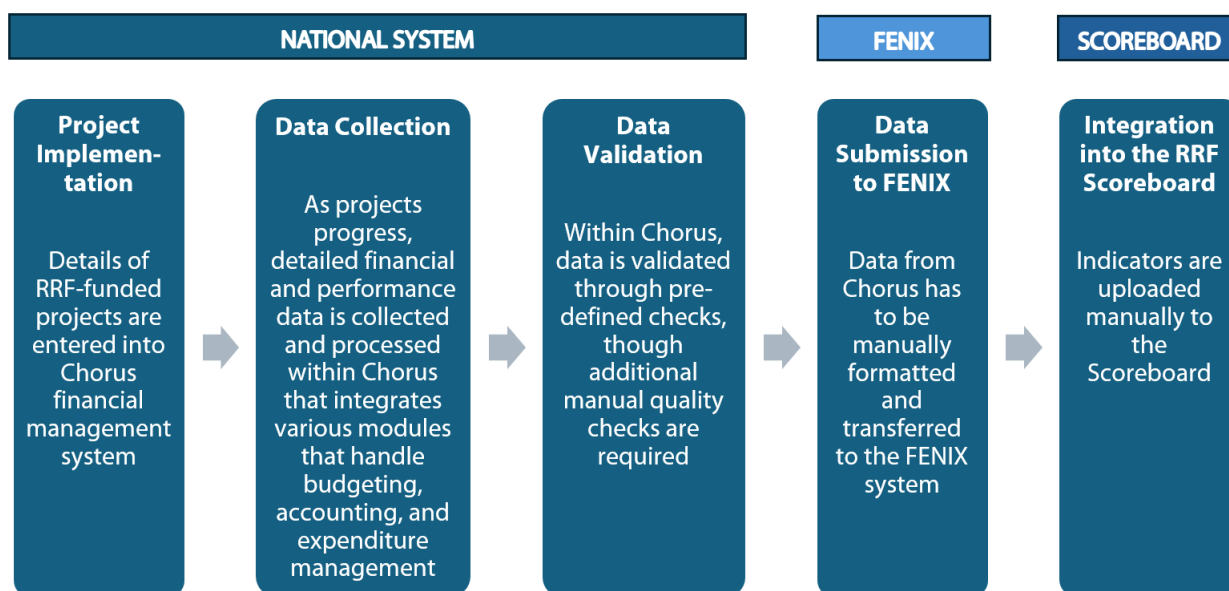 NATIONAL SYSTEM
FENIX
SCOREBOARD
Project
Implemen-
tation
Details of
RRF-funded
projects are
entered into
Chorus
financial
management
system
Data Collection
As projects
progress,
detailed financial
and performance
data is collected
and processed
within Chorus
that integrates
various modules
that handle
budgeting,
accounting, and
expenditure
management
Data
Validation
Within Chorus,
data is validated
through pre-
defined checks,
though
additional
manual quality
checks are
required
Data
Submission
to FENIX
Data from
Chorus has
to be
manually
formatted
and
transferred
to the FENIX
system
Integration
into the RRF
Scoreboard
Indicators are
uploaded
manually to
the
Scoreboard